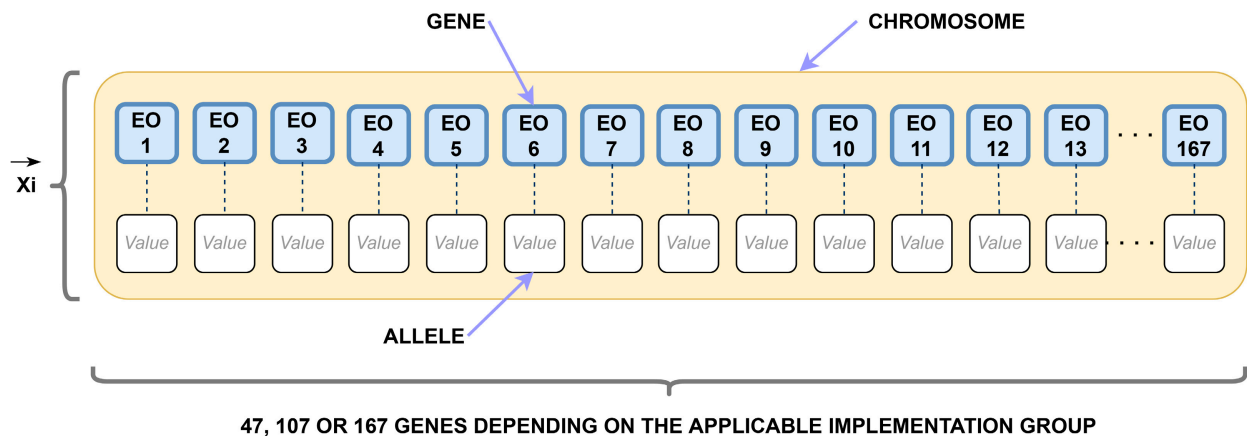 GENE
CHROMOSOME
EO 1
EO 2
EO 3
EO 4
EO 5
EO 6
EO 7
EO 8
EO 9
EO 10
EO 11
EO 12
EO 13
. . .
EO 167
Xi
Value Value Value Value Value Value Value Value Value Value Value Value Value . . . . Value
ALLELE
47, 107 OR 167 GENES DEPENDING ON THE APPLICABLE IMPLEMENTATION GROUP